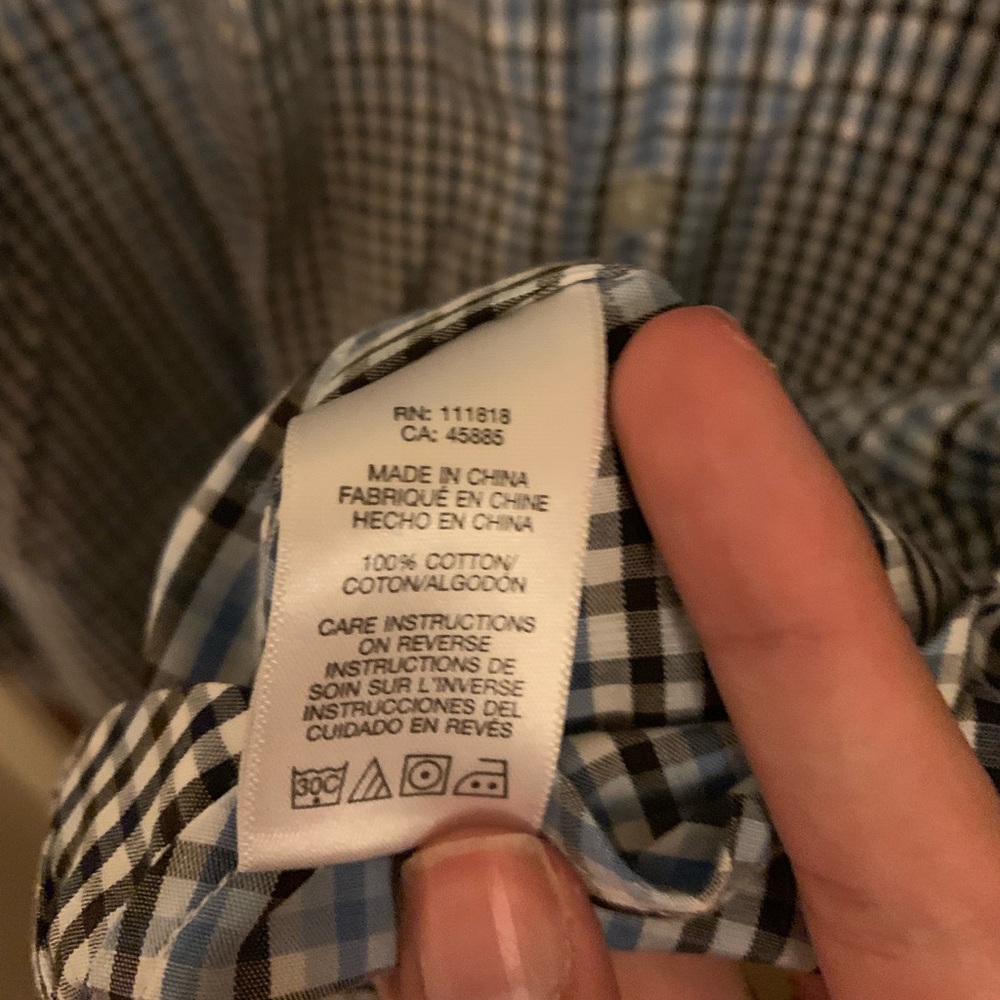 RN: 111818
CA: 45885
MADE IN CHINA
FABRIQUÉ EN CHINE
HECHO EN CHINA
100% COTTON/
COTON/ALGODÓN
CARE INSTRUCTIONS
ON REVERSE
INSTRUCTIONS DE
SOIN SUR L'INVERSE
INSTRUCCIONES DEL
CUIDADO EN REVÉS
30C